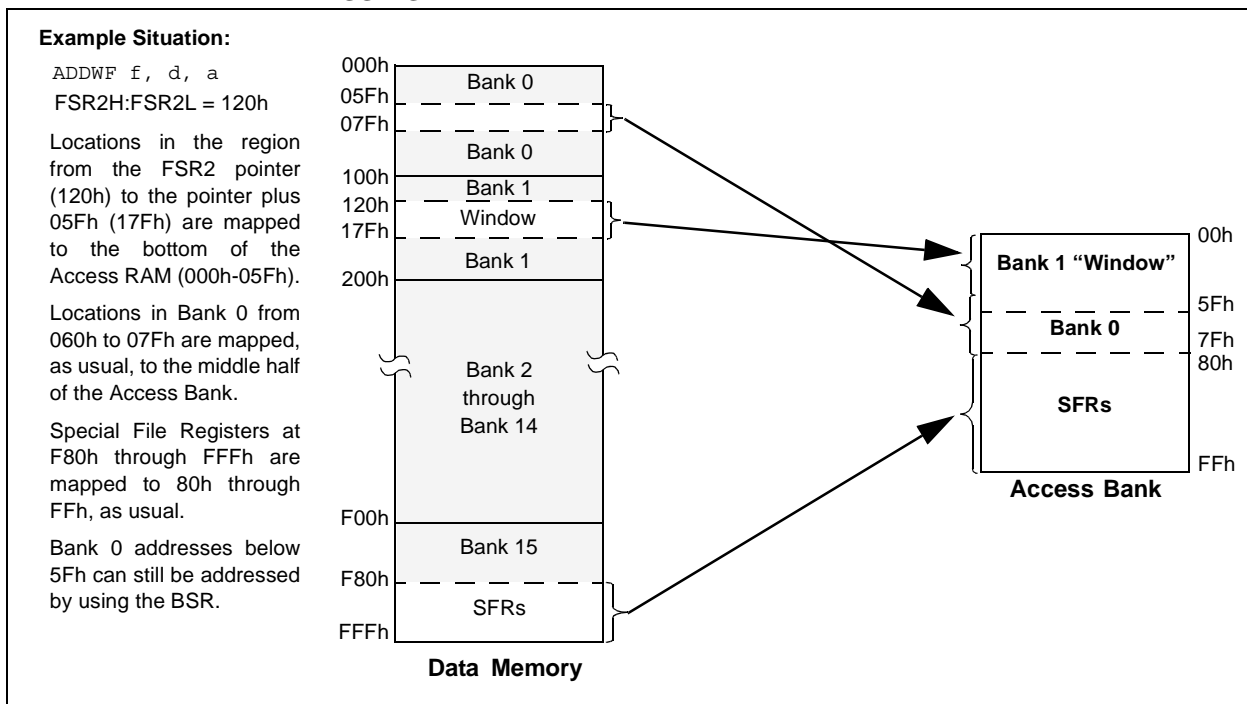 Example Situation:
ADDWF f, d, a
FSR2H:FSR2L = 120h
Locations in the region
from the FSR2 pointer
(120h) to the pointer plus
05Fh (17Fh) are mapped
to the bottom of the
Access RAM (000h-05Fh).
Locations in Bank 0 from
060h to 07Fh are mapped,
as usual, to the middle half
of the Access Bank.
Special File Registers at
F80h through FFFh are
mapped to 80h through
FFh, as usual.
Bank 0 addresses below
5Fh can still be addressed
by using the BSR.
000h
Bank 0
05Fh
07Fh
Bank 0
100h
Bank 1
120h
Window
17Fh
Bank 1
200h
Bank 2
through
Bank 14
F00h
Bank 15
F80h
SFRs
FFFh
Data Memory
00h
Bank 1 “Window”
5Fh
Bank 0
7Fh
80h
SFRs
FFh
Access Bank